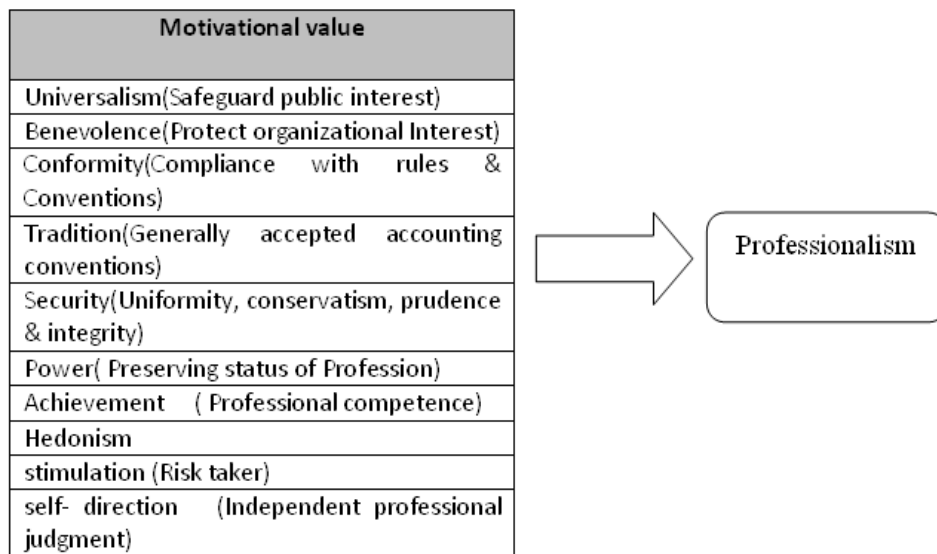 Motivational value
Universalism(Safeguard public interest)
Benevolence(Protect organizational Interest)
Conformity(Compliance with rules &
Conventions)
Tradition(Generally accepted accounting
conventions)
Security(Uniformity, conservatism, prudence
& integrity)
Power( Preserving status of Profession)
Achievement ( Professional competence)
Hedonism
stimulation (Risk taker)
self- direction (Independent professional
judgment)
Professionalism